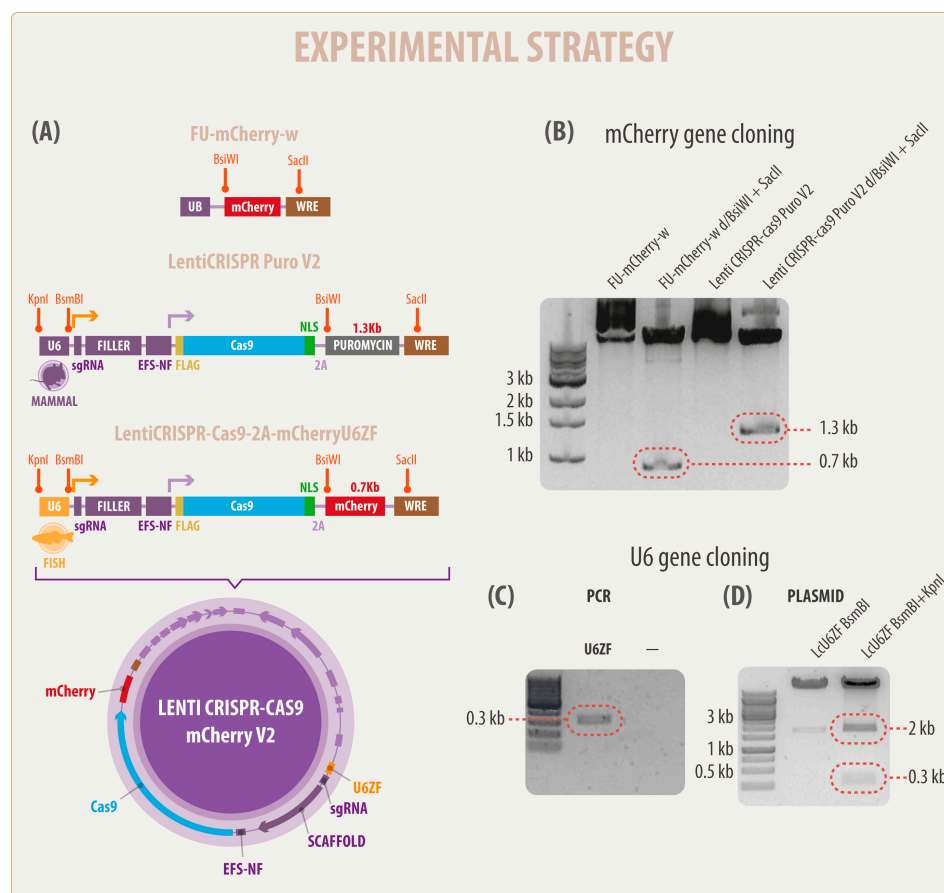 EXPERIMENTAL STRATEGY
(A)
FU-mCherry-w
BsiWI
SacII
UB
mCherry
WRE
LentiCRISPR Puro V2
KpnI
BsmBI
BsiWI
SacII
NLS
1.3Kb
U6
FILLER
Cas9
PUROMYCIN
WRE
sgRNA
EFS-NF
FLAG
2A
MAMMAL
LentiCRISPR-Cas9-2A-mCherryU6ZF
KpnI
BsmBI
BsiWI
SacII
NLS
0.7Kb
U6
FILLER
Cas9
mCherry
WRE
sgRNA
EFS-NF
FLAG
2A
FISH
LENTI CRISPR-CAS9
mCherry V2
mCherry
Cas9
U6ZF
sgRNA
SCAFFOLD
EFS-NF
(B)
mCherry gene cloning
FU-mCherry-w
FU-mCherry-w d/BsiWI + SacII
Lenti CRISPR-cas9 Puro V2
Lenti CRISPR-cas9 Puro V2 d/BsiWI + SacII
3 kb
2 kb
1.5 kb
1 kb
1.3 kb
0.7 kb
U6 gene cloning
(C)
PCR
U6ZF
—
0.3 kb
(D)
PLASMID
LcU6ZF BsmBI
LcU6ZF BsmBI+KpnI
3 kb
1 kb
0.5 kb
2 kb
0.3 kb